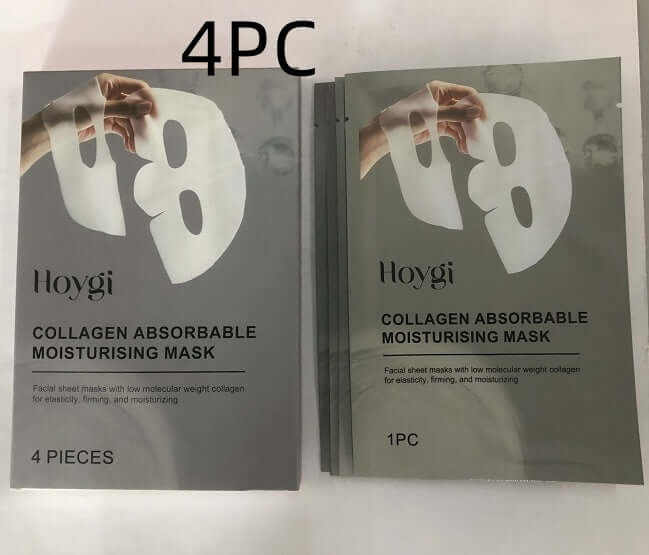 4PC
Hoygi
COLLAGEN ABSORBABLE
MOISTURISING MASK
Facial sheet masks with low molecular weight collagen
for elasticity, firming, and moisturizing
4 PIECES
Hoygi
COLLAGEN ABSORBABLE
MOISTURISING MASK
Facial sheet masks with low molecular weight collagen
for elasticity, firming, and moisturizing
1PC